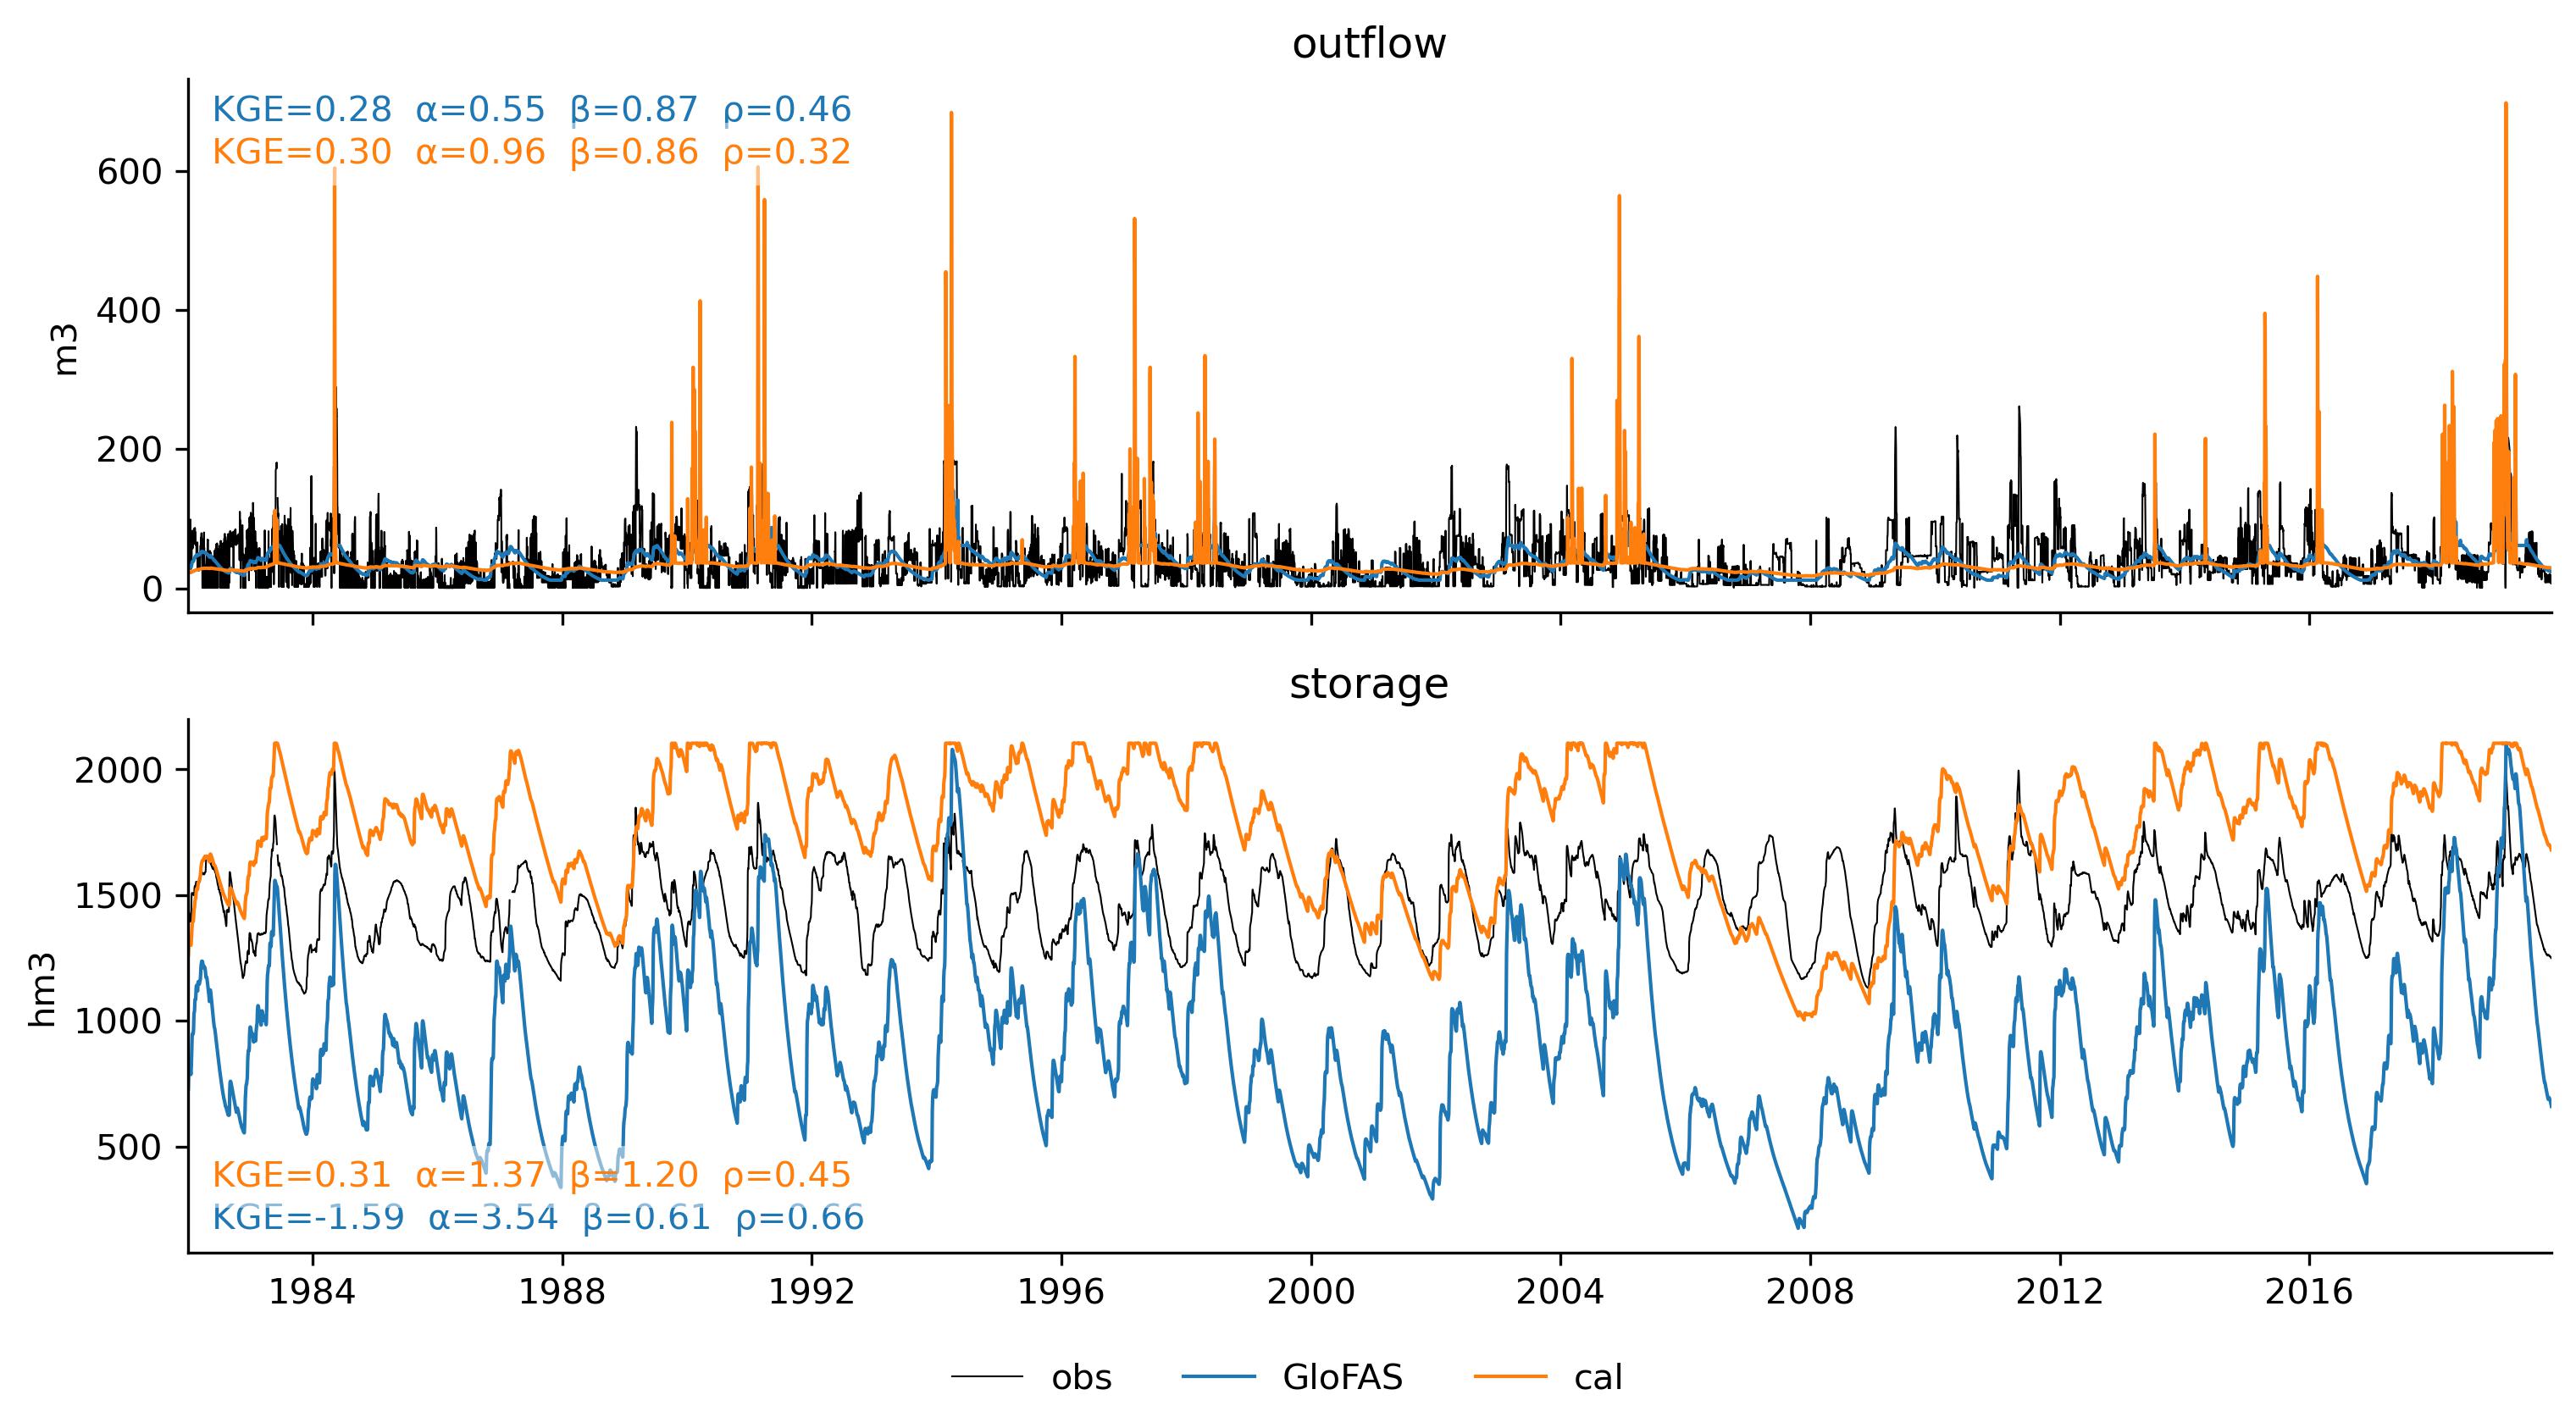 outflow
KGE=0.28 α=0.55 β=0.87 ρ=0.46
KGE=0.30 α=0.96 β=0.86 ρ=0.32
600
400
200
0
m3
storage
2000
1500
1000
500
hm3
KGE=0.31 α=1.37 β=1.20 ρ=0.45
KGE=-1.59 α=3.54 β=0.61 ρ=0.66
1984 1988 1992 1996 2000 2004 2008 2012 2016
obs GloFAS cal